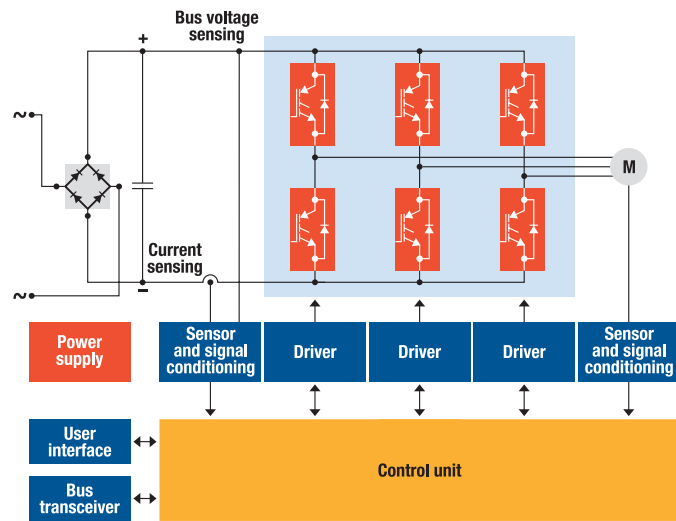 Bus voltage
sensing
+
~
M
Current
sensing
-
~
Power
supply
Sensor
and signal
conditioning
Driver
Driver
Driver
Sensor
and signal
conditioning
User
interface
Control unit
Bus
transceiver